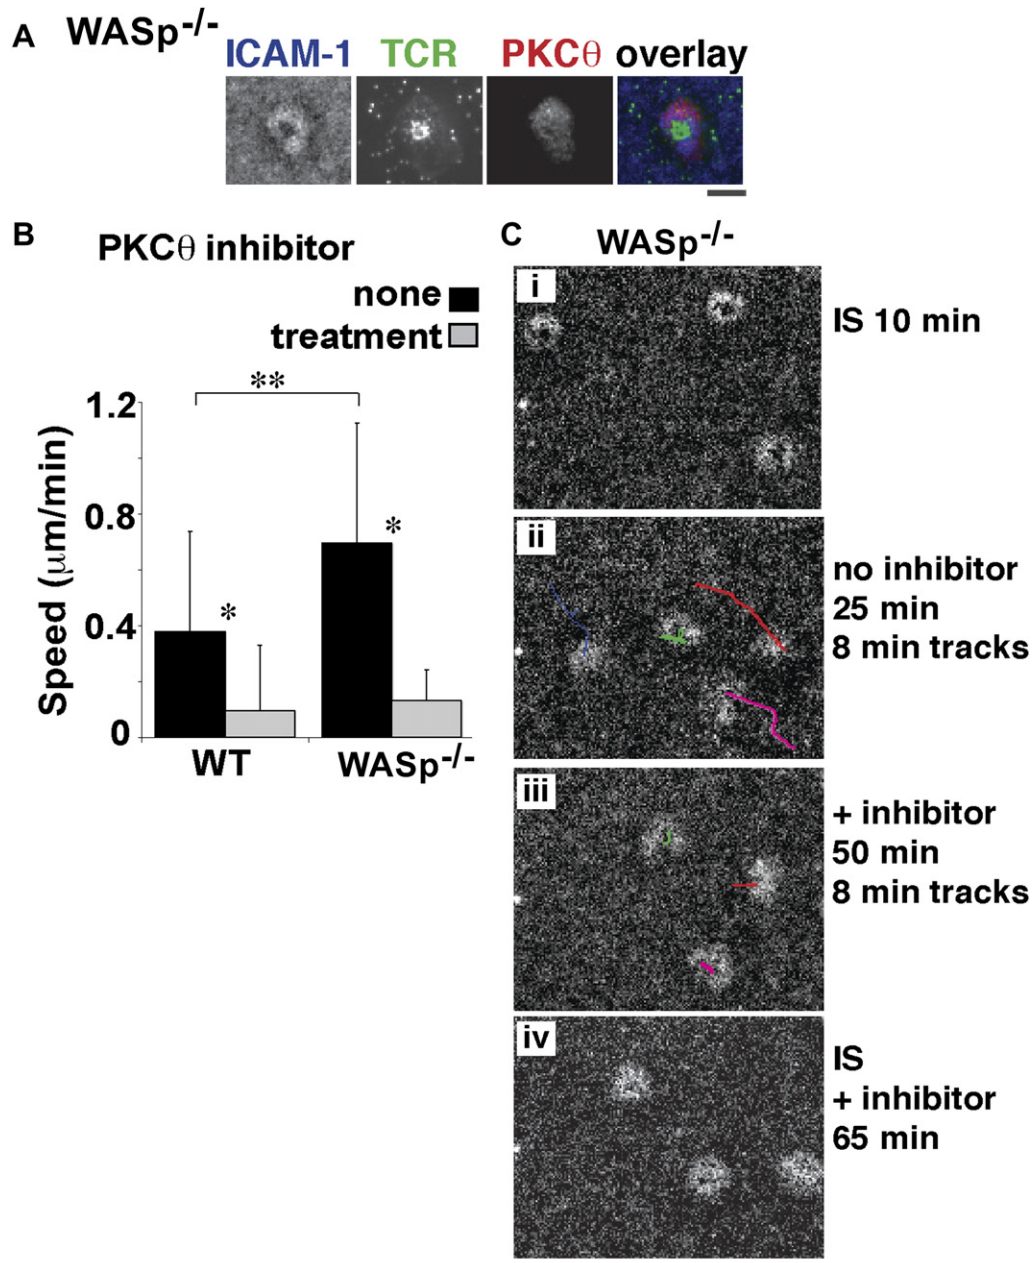 A WASp-/-
ICAM-1 TCR PKCθ overlay
B
PKCθ inhibitor
none
treatment
**
*
*
1.2
0.8
0.4
0
Speed (μm/min)
WT WASp-/-
C
WASp-/-
i
IS 10 min
ii
no inhibitor
25 min
8 min tracks
iii
+ inhibitor
50 min
8 min tracks
iv
IS
+ inhibitor
65 min